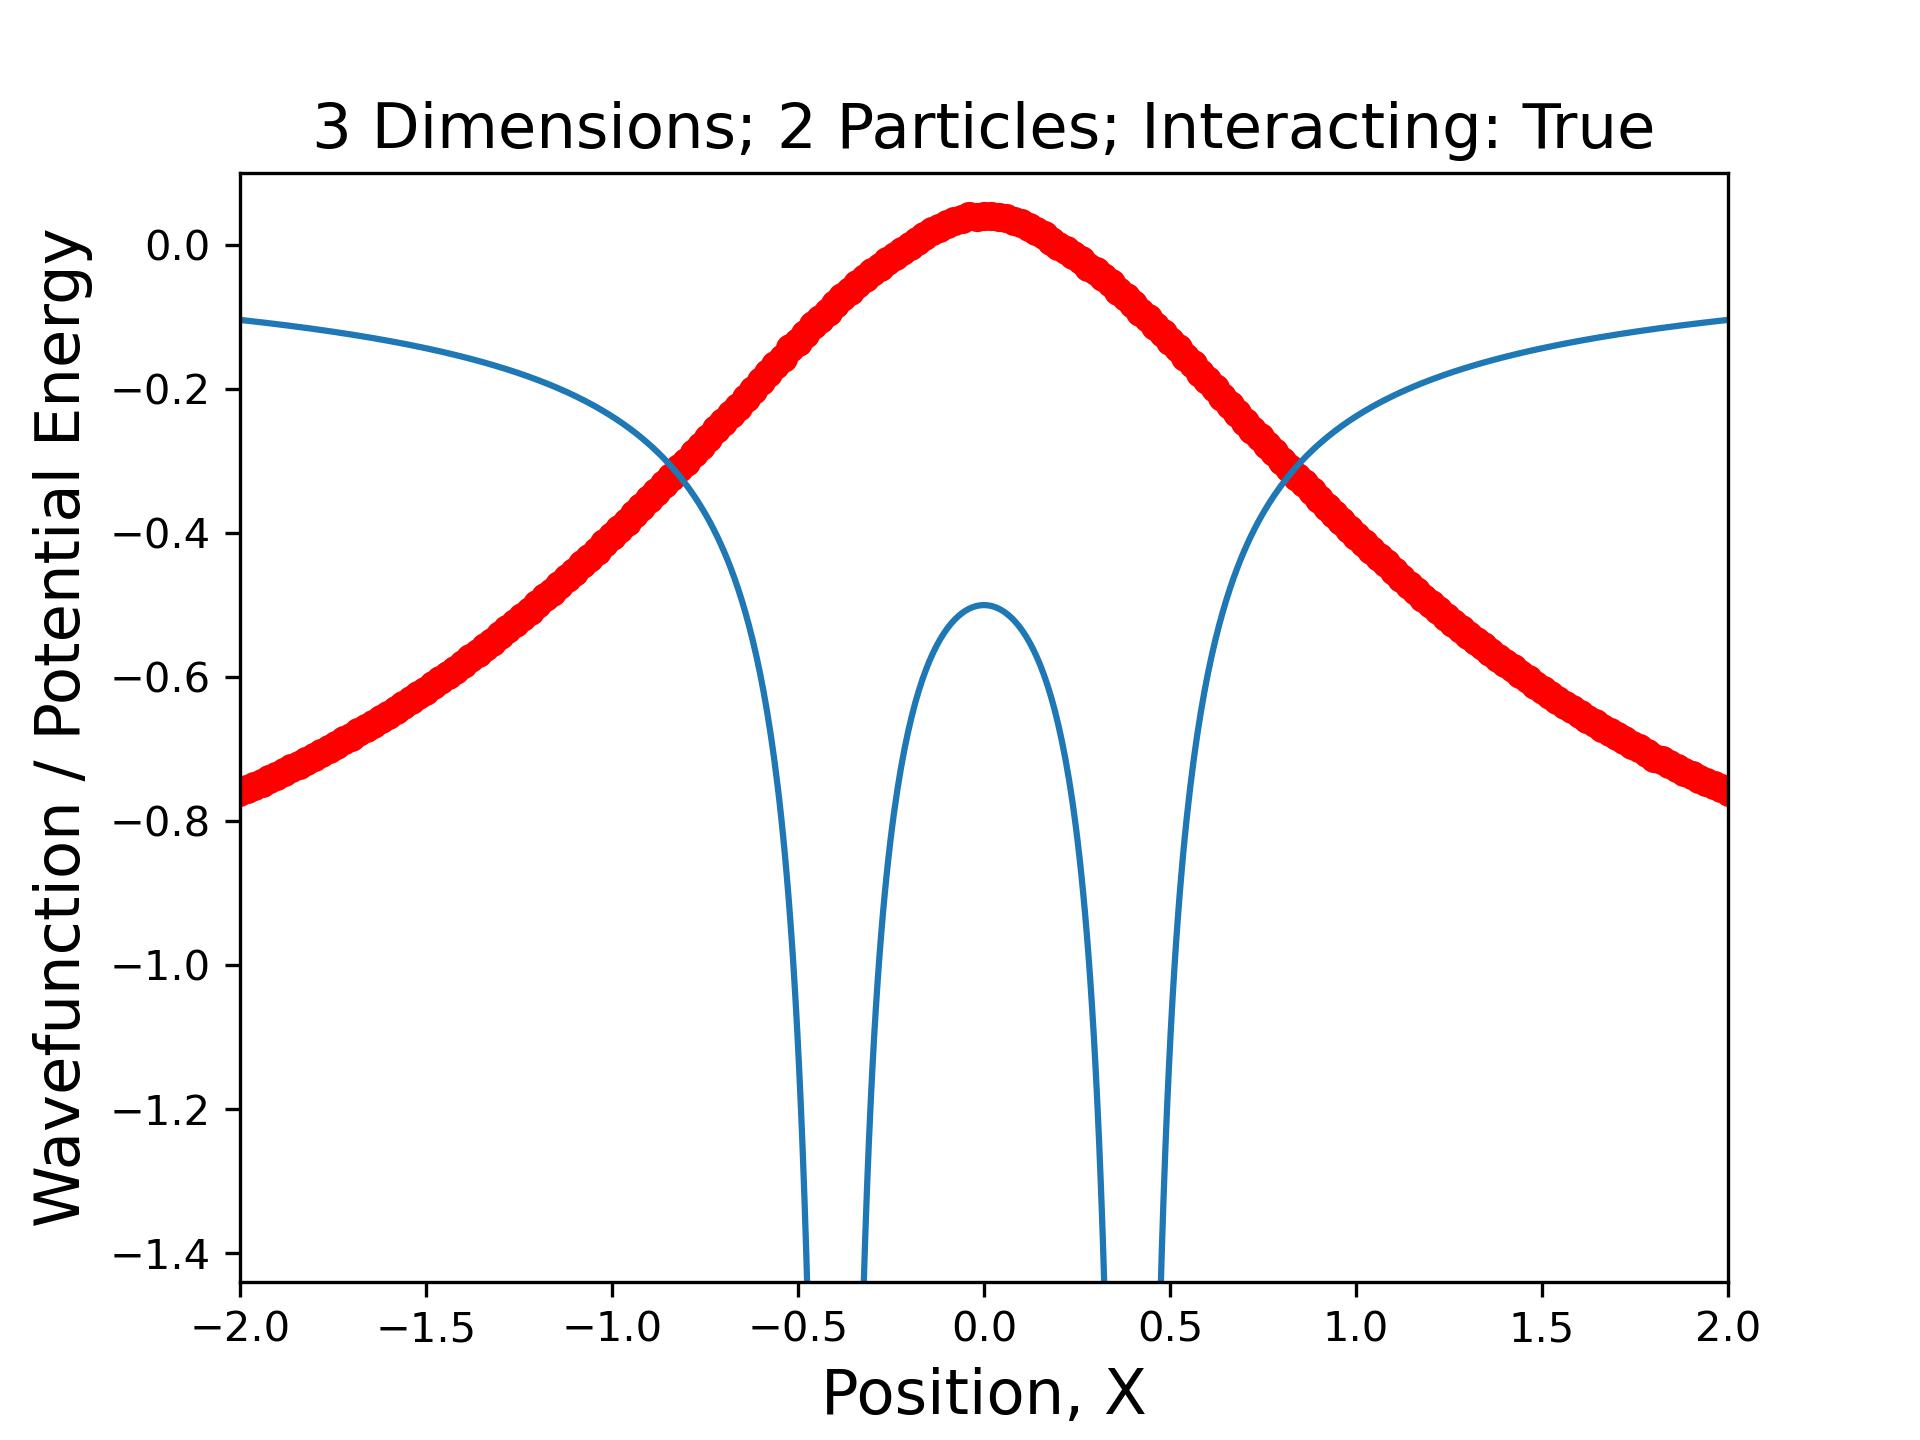 3 Dimensions; 2 Particles; Interacting: True
Wavefunction / Potential Energy
0.0
−0.2
−0.4
−0.6
−0.8
−1.0
−1.2
−1.4
−2.0 −1.5 −1.0 −0.5 0.0 0.5 1.0 1.5 2.0
Position, X